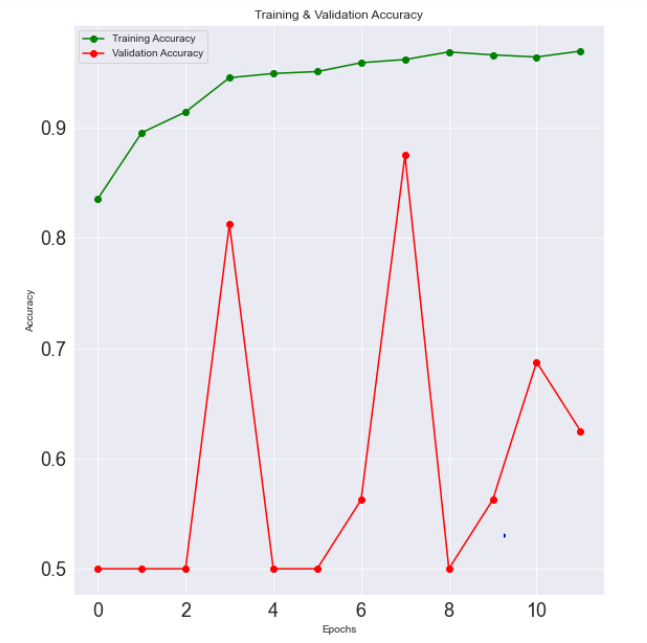 Training & Validation Accuracy
Training Accuracy
Validation Accuracy
0.9
0.8
0.7
0.6
0.5
Accuracy
0 2 4 6 8 10
Epochs